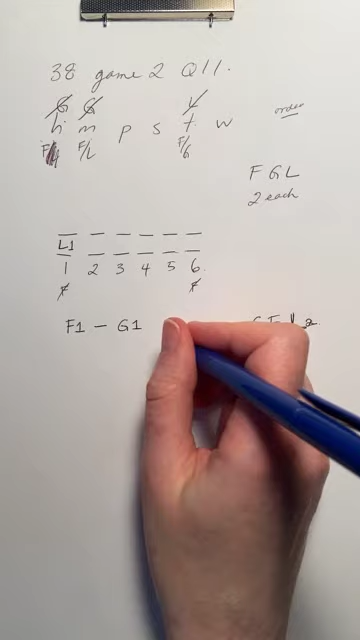 38 game 2 Q11.
G G L
h m p s t w order
F/ F/L F/G
F G L
2 each
L1
1 2 3 4 5 6
F F
F1 - G1